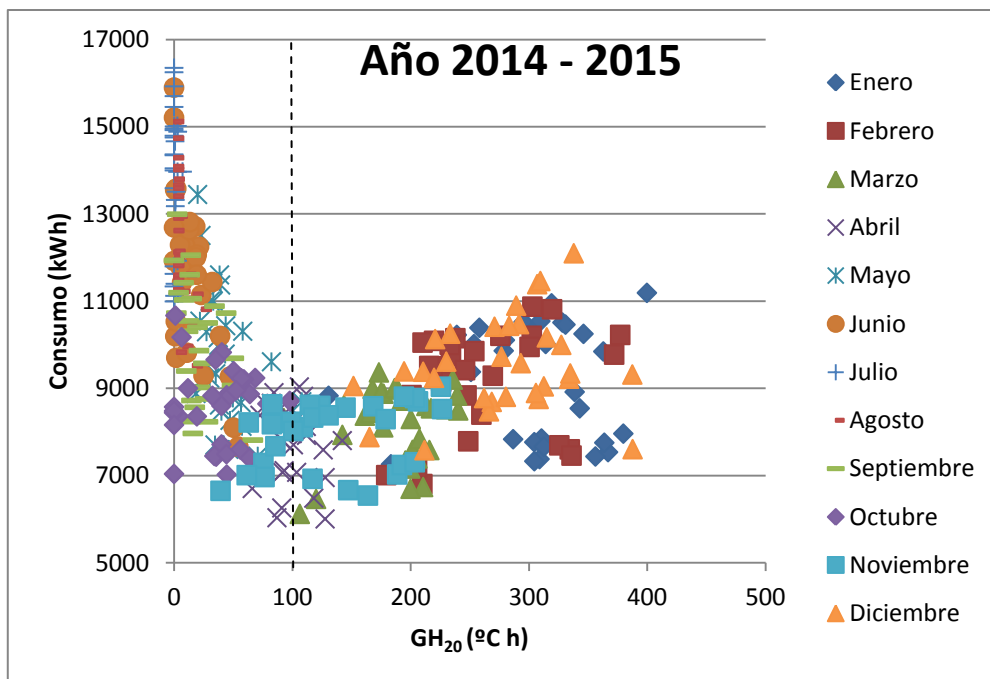 Año 2014 - 2015
Consumo (kWh)
17000
15000
13000
11000
9000
7000
5000
0
100
200
300
400
500
GH20 (ºC h)
Enero
Febrero
Marzo
Abril
Mayo
Junio
Julio
Agosto
Septiembre
Octubre
Noviembre
Diciembre